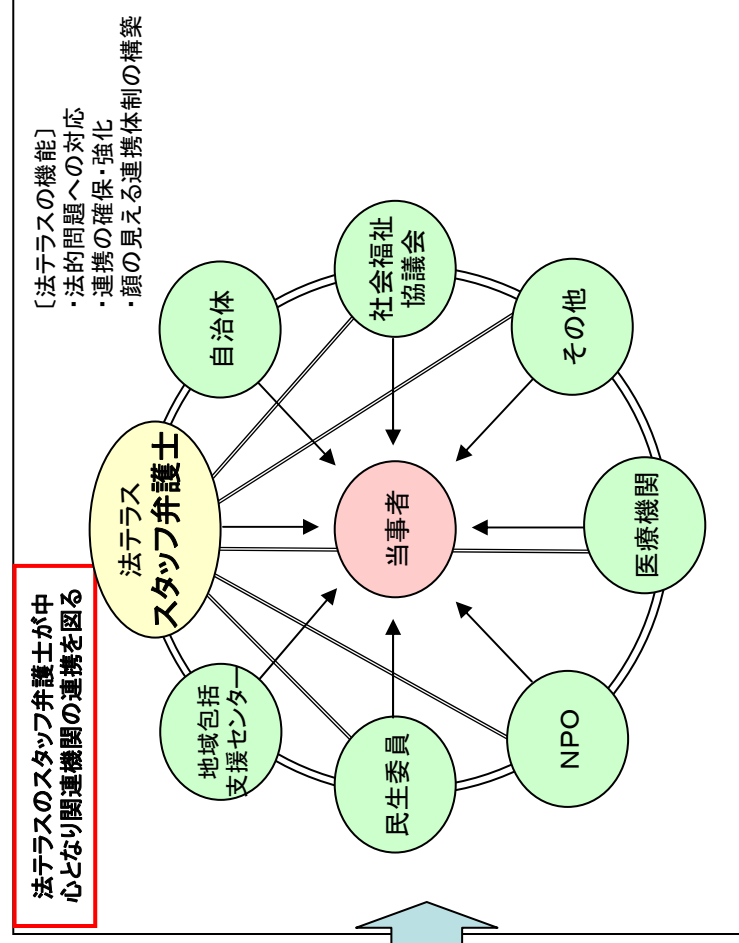 法テラスのスタッフ弁護士が中
心となり関連機関の連携を図る
〔法テラスの機能〕
・法的問題への対応
・連携の確保・強化
・顔の見える連携体制の構築
法テラス
スタッフ弁護士
自治体
社会福祉
協議会
その他
医療機関
NPO
民生委員
地域包括
支援センター
当事者